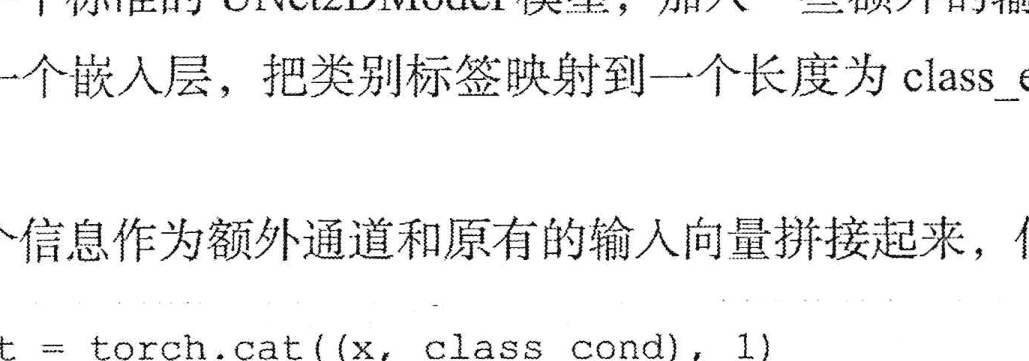 个标准的 UNet2DModel 模型，加入一些额外的输
一个嵌入层，把类别标签映射到一个长度为 class_e
个信息作为额外通道和原有的输入向量拼接起来，
t = torch.cat((x, class_cond), 1)